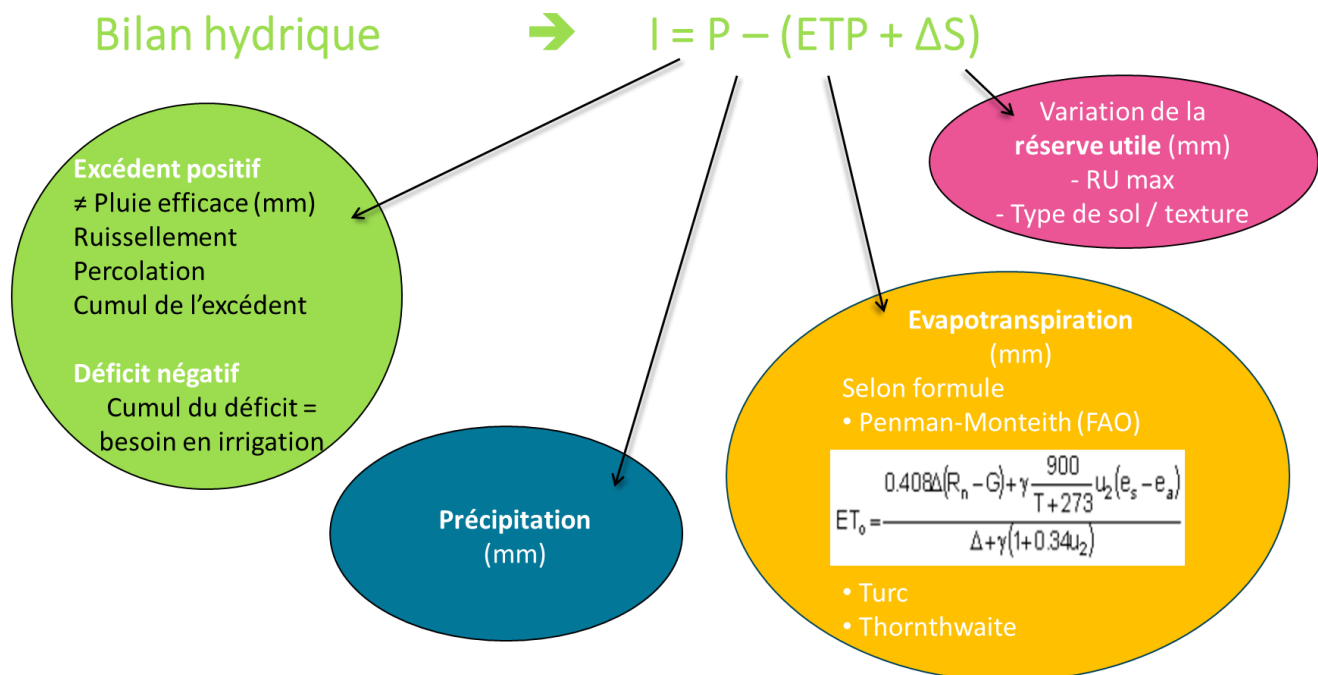 Bilan hydrique ➔ I = P – (ETP + ΔS)
Excédent positif
≠ Pluie efficace (mm)
Ruissellement
Percolation
Cumul de l’excédent
Déficit négatif
Cumul du déficit =
besoin en irrigation
Précipitation
(mm)
Variation de la
réserve utile (mm)
- RU max
- Type de sol / texture
Evapotranspiration
(mm)
Selon formule
• Penman-Monteith (FAO)
ET₀ = (0.408Δ(Rₙ – G) + γ 900/(T + 273) u₂(eₛ – eₐ)) / (Δ + γ(1 + 0.34u₂))
• Turc
• Thornthwaite